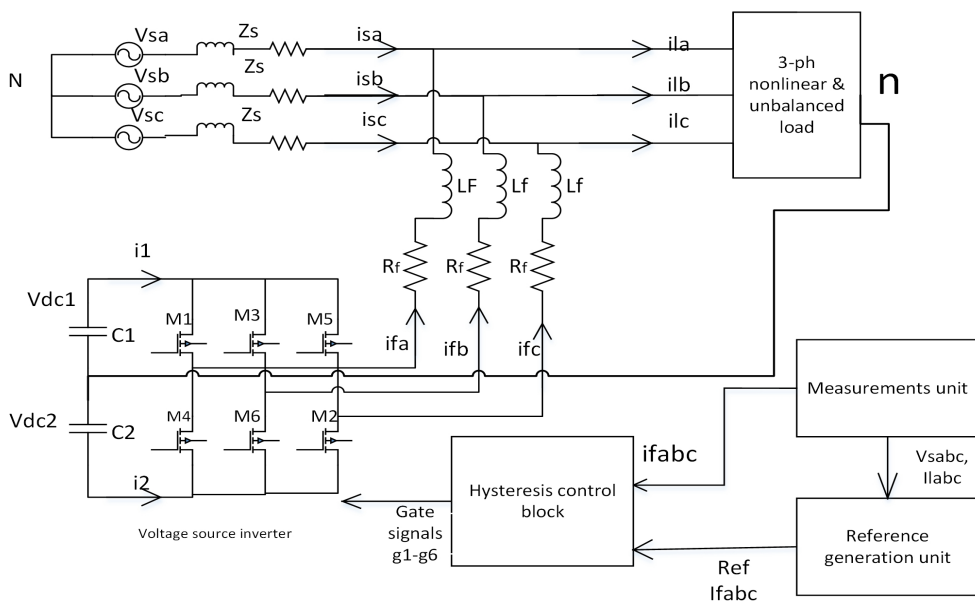 Vsa
Zs
isa
ila
N
Vsb
Zs
isb
ilb
Vsc
Zs
isc
ilc
3-ph
nonlinear &
unbalanced
load
n
LF
Lf
Lf
Rf
Rf
Rf
i1
Vdc1
C1
M1
M3
M5
ifa
ifb
ifc
Vdc2
C2
M4
M6
M2
i2
Voltage source inverter
Gate
signals
g1-g6
Hysteresis control
block
ifabc
Measurements unit
Vsabc,
Ilabc
Reference
generation unit
Ref
Ifabc